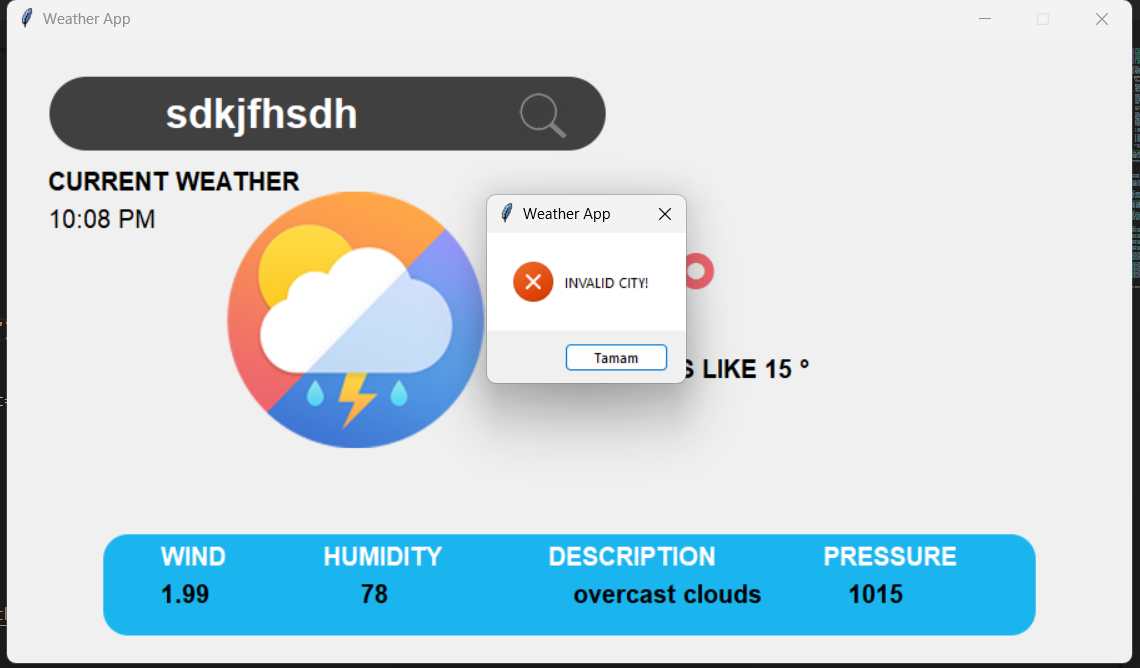 Weather App
sdkjfhsdh
CURRENT WEATHER
10:08 PM
Weather App
INVALID CITY!
Tamam
LIKE 15 °
WIND HUMIDITY DESCRIPTION PRESSURE
1.99 78 overcast clouds 1015